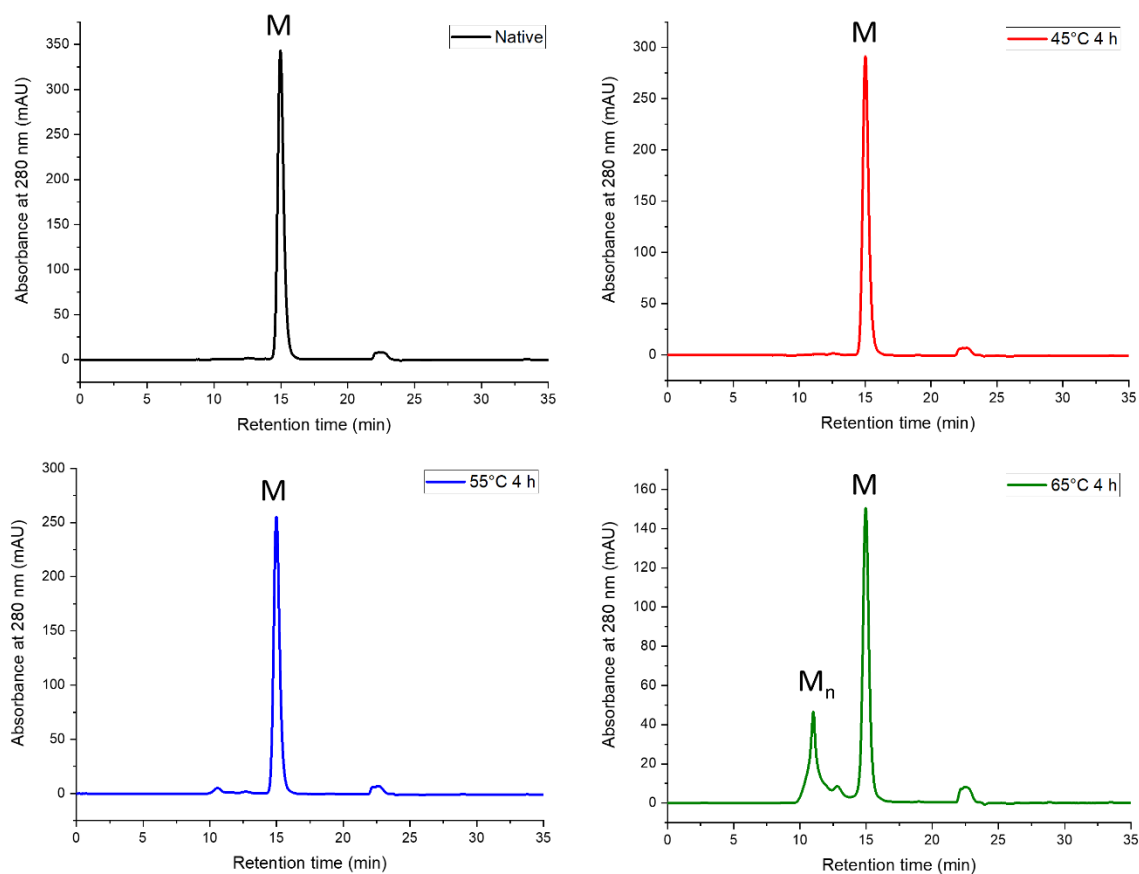 M
Native
350
300
250
200
150
100
50
0
Absorbance at 280 nm (mAU)
0 5 10 15 20 25 30 35
Retention time (min)
M
45°C 4 h
300
250
200
150
100
50
0
Absorbance at 280 nm (mAU)
0 5 10 15 20 25 30 35
Retention time (min)
M
55°C 4 h
300
250
200
150
100
50
0
Absorbance at 280 nm (mAU)
0 5 10 15 20 25 30 35
Retention time (min)
M
65°C 4 h
Mn
160
140
120
100
80
60
40
20
0
Absorbance at 280 nm (mAU)
0 5 10 15 20 25 30 35
Retention time (min)